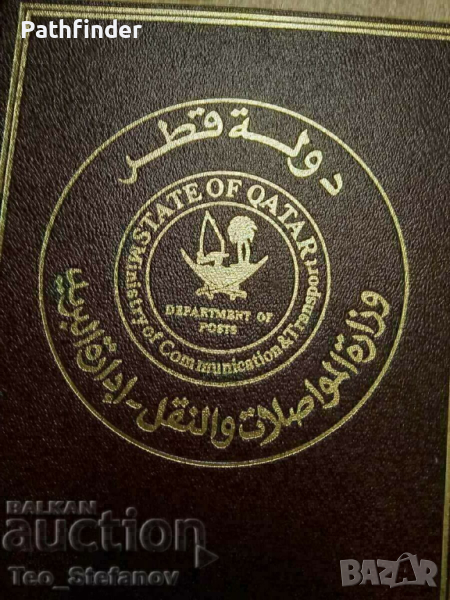 Pathfinder
دولة قطر
STATE OF QATAR
DEPARTMENT OF
POSTS
Ministry of Communication & Transport
وزارة المواصلات والنقل - إدارة البريد
BALKAN
auction
Teo_Stefanov
BAZAR